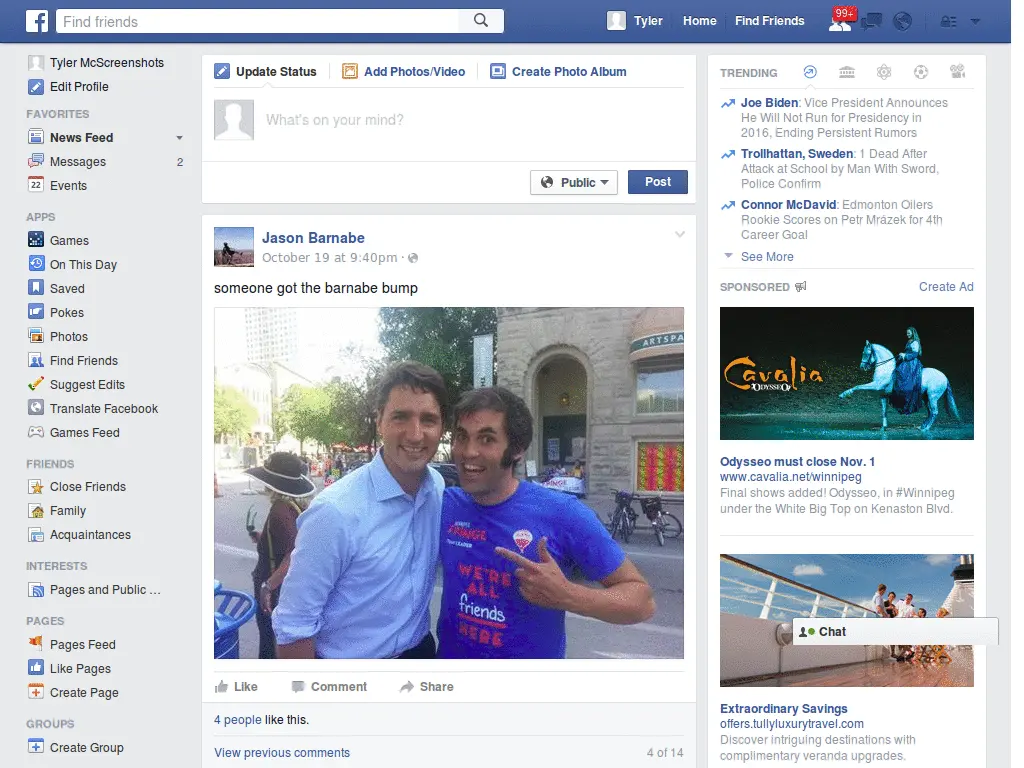 f
Find friends
Tyler
Home
Find Friends
99+
Tyler McScreenshots
Edit Profile
FAVORITES
News Feed
Messages 2
22 Events
APPS
Games
On This Day
Saved
Pokes
Photos
Find Friends
Suggest Edits
Translate Facebook
Games Feed
FRIENDS
Close Friends
Family
Acquaintances
INTERESTS
Pages and Public ...
PAGES
Pages Feed
Like Pages
Create Page
GROUPS
Create Group
Update Status
Add Photos/Video
Create Photo Album
What's on your mind?
Public
Post
Jason Barnabe
October 19 at 9:40pm ·
someone got the barnabe bump
ARTSPA
FRINGE
TEAM LEADER
WE'RE
ALL
friends
HERE
Like
Comment
Share
4 people like this.
View previous comments
4 of 14
TRENDING
Joe Biden: Vice President Announces
He Will Not Run for Presidency in
2016, Ending Persistent Rumors
Trollhattan, Sweden: 1 Dead After
Attack at School by Man With Sword,
Police Confirm
Connor McDavid: Edmonton Oilers
Rookie Scores on Petr Mrázek for 4th
Career Goal
See More
SPONSORED
Create Ad
Cavalia
ODYSSEO
Odysseo must close Nov. 1
www.cavalia.net/winnipeg
Final shows added! Odysseo, in #Winnipeg
under the White Big Top on Kenaston Blvd.
Chat
Extraordinary Savings
offers.tullyluxurytravel.com
Discover intriguing destinations with
complimentary veranda upgrades.